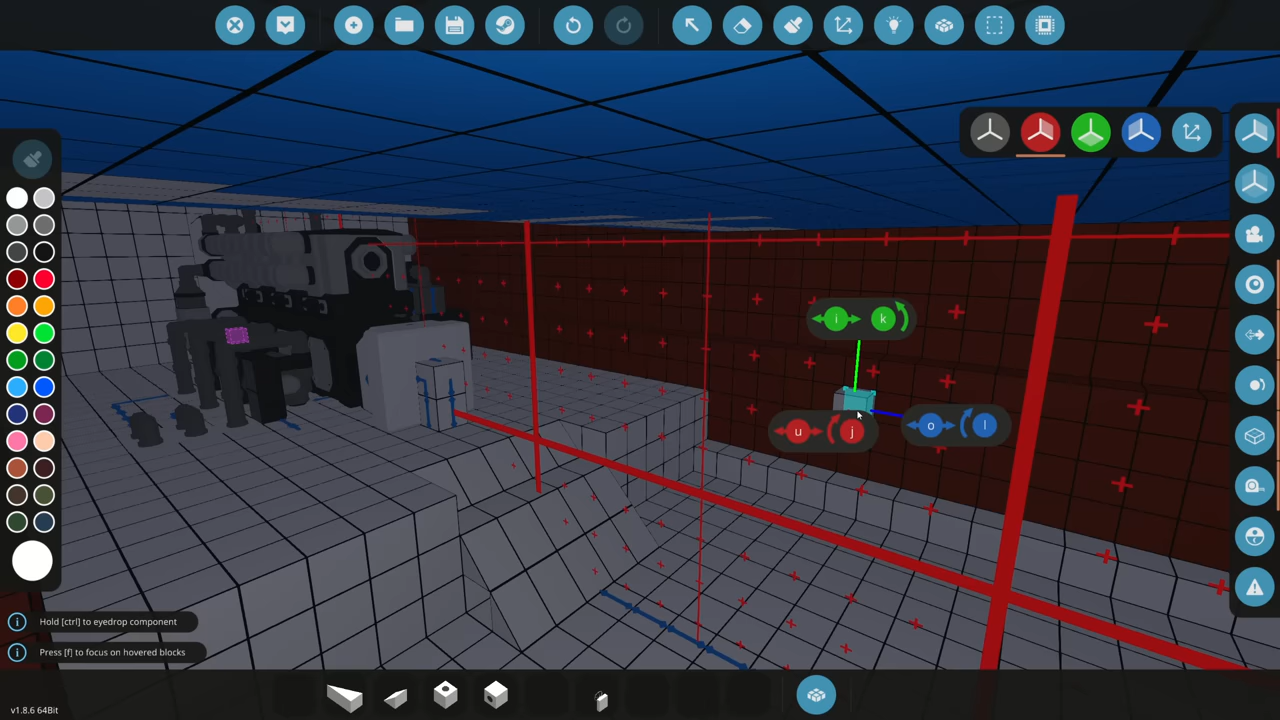 i k
u j
o l
Hold [ctrl] to eyedrop component
Press [f] to focus on hovered blocks
v1.8.6 64Bit